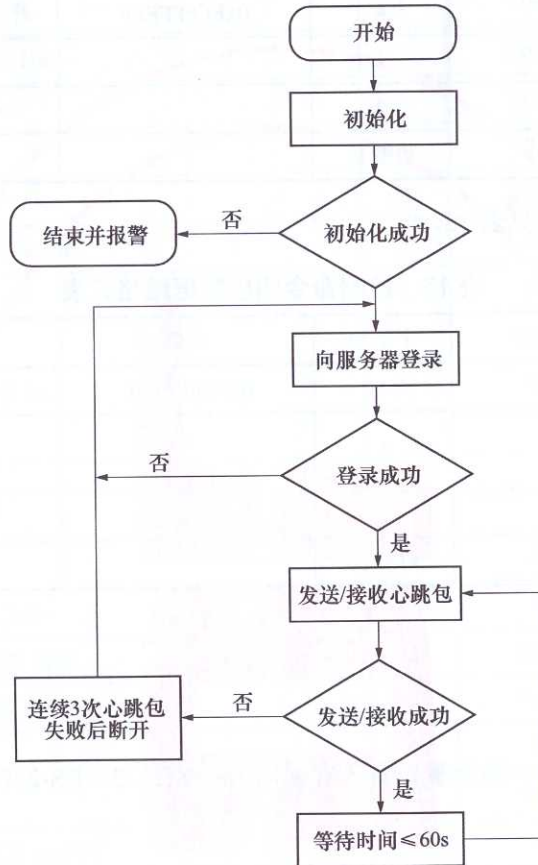 开始
初始化
初始化成功
否
结束并报警
向服务器登录
登录成功
否
是
发送/接收心跳包
发送/接收成功
否
连续3次心跳包
失败后断开
是
等待时间≤60s